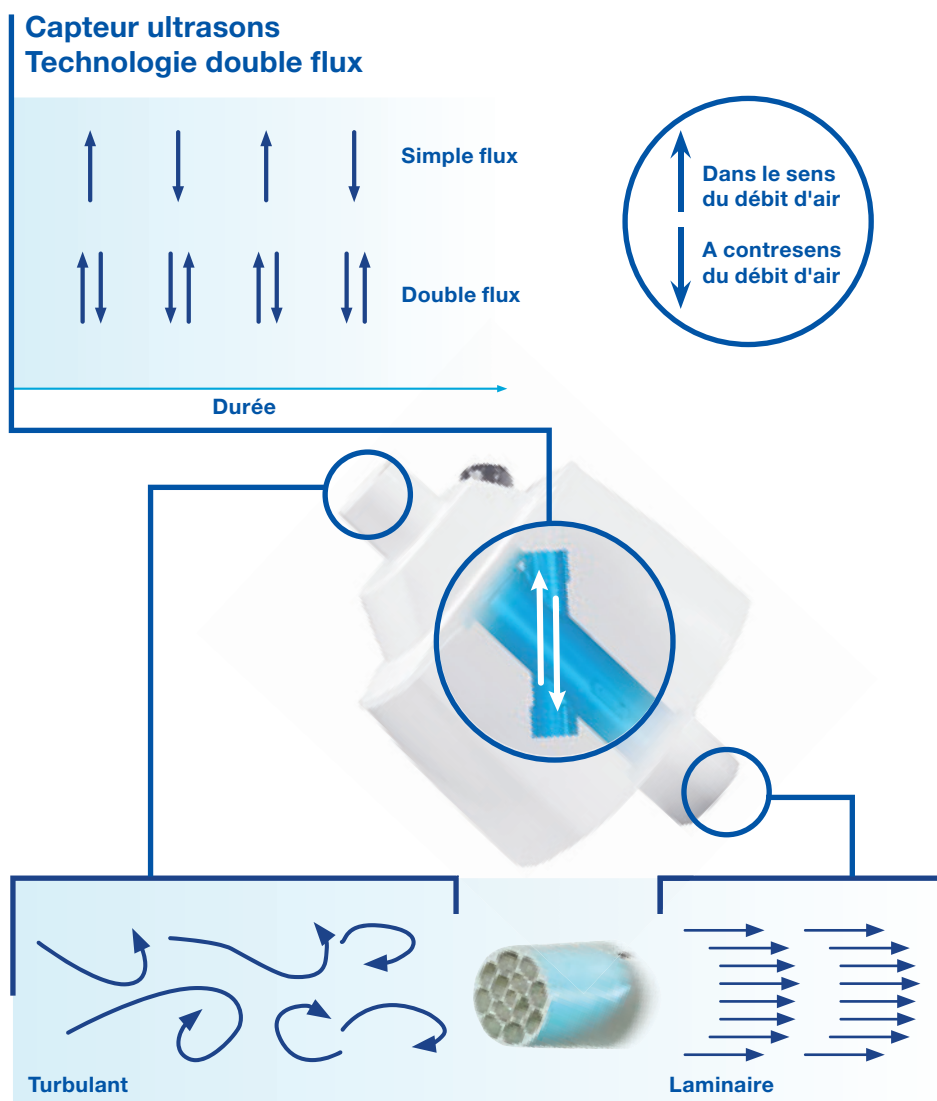 Capteur ultrasons
Technologie double flux
Simple flux
Double flux
Durée
Dans le sens
du débit d'air
A contresens
du débit d'air
Turbulant
Laminaire